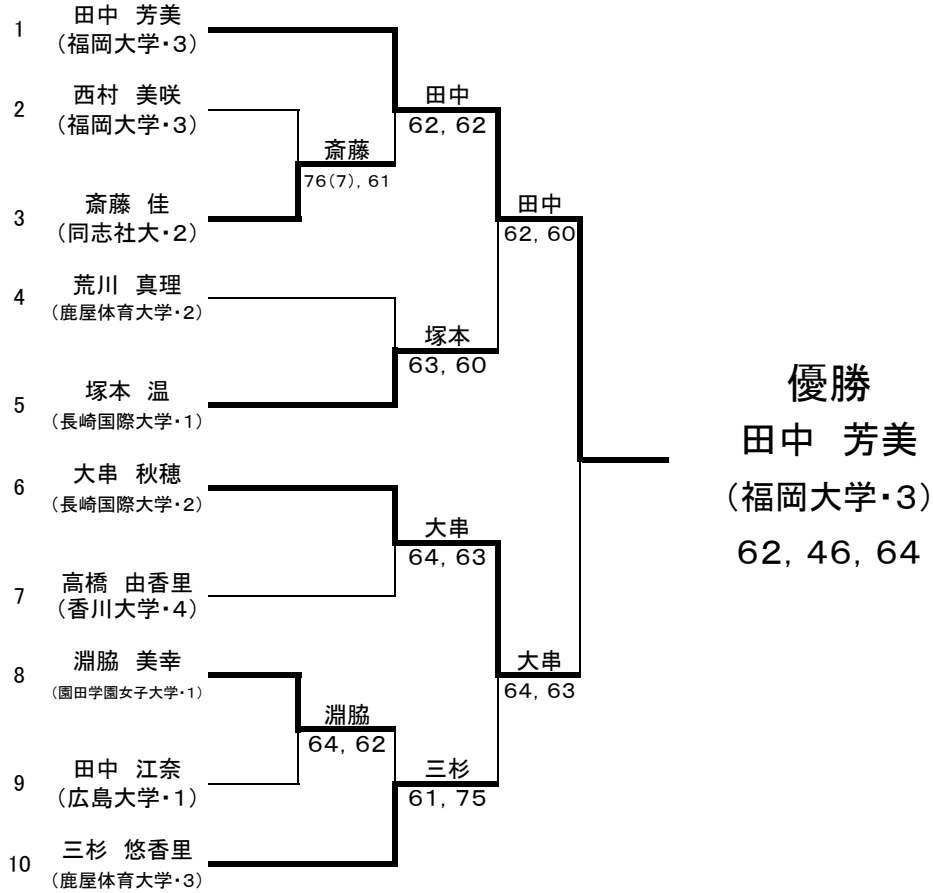 1 田中 芳美
(福岡大学・3)
2 西村 美咲
(福岡大学・3)
3 斎藤 佳
(同志社大・2)
4 荒川 真理
(鹿屋体育大学・2)
5 塚本 温
(長崎国際大学・1)
6 大串 秋穂
(長崎国際大学・2)
7 高橋 由香里
(香川大学・4)
8 淵脇 美幸
(園田学園女子大学・1)
9 田中 江奈
(広島大学・1)
10 三杉 悠香里
(鹿屋体育大学・3)
斎藤
76(7), 61
淵脇
64, 62
田中
62, 62
塚本
63, 60
大串
64, 63
三杉
61, 75
田中
62, 60
大串
64, 63
優勝
田中 芳美
(福岡大学・3)
62, 46, 64